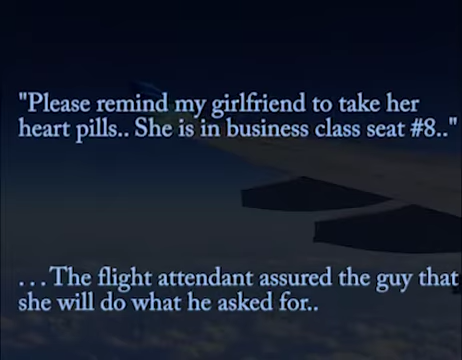 "Please remind my girlfriend to take her
heart pills.. She is in business class seat #8.."
...The flight attendant assured the guy that
she will do what he asked for..